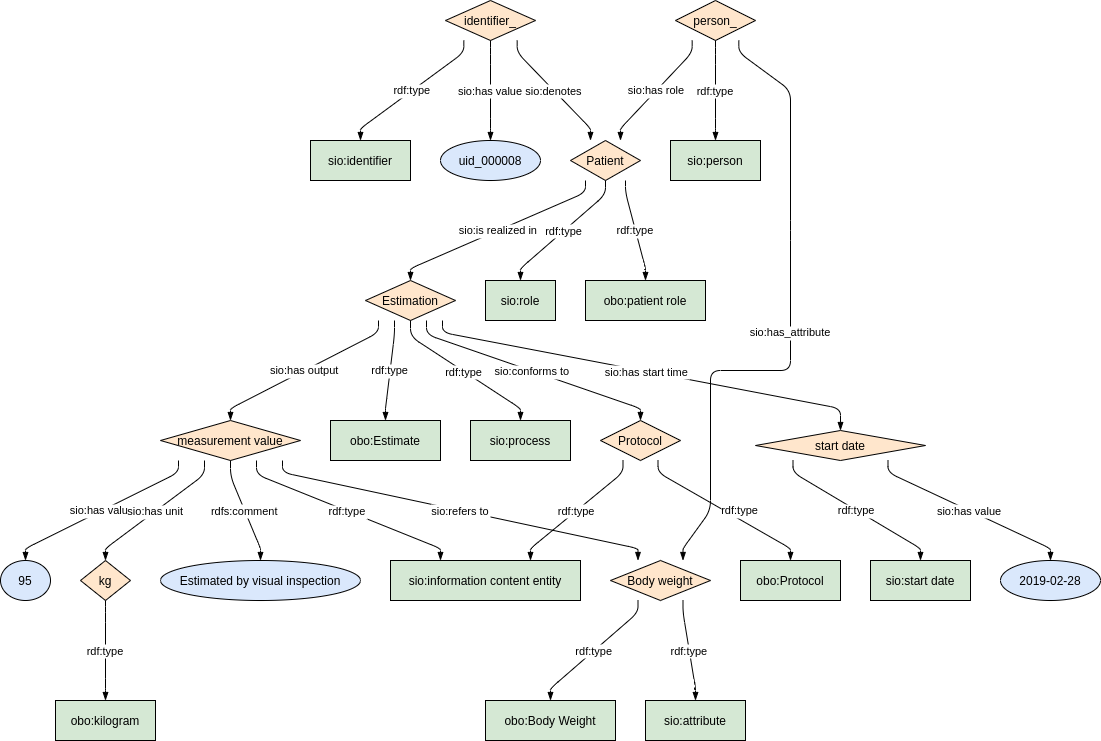 identifier_
person_
rdf:type
sio:has value
sio:denotes
sio:has role
rdf:type
sio:identifier
uid_000008
Patient
sio:person
sio:is realized in
rdf:type
rdf:type
Estimation
sio:role
obo:patient role
sio:has_attribute
sio:has output
rdf:type
rdf:type
sio:conforms to
sio:has start time
measurement value
obo:Estimate
sio:process
Protocol
start date
sio:has valu
sio:has unit
rdfs:comment
rdf:type
sio:refers to
rdf:type
rdf:type
rdf:type
sio:has value
95
kg
Estimated by visual inspection
sio:information content entity
Body weight
obo:Protocol
sio:start date
2019-02-28
rdf:type
rdf:type
rdf:type
obo:kilogram
obo:Body Weight
sio:attribute